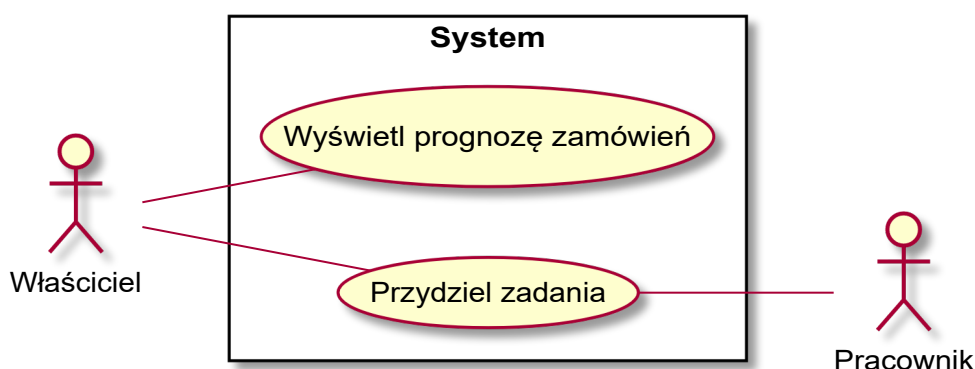 System
Wyświetl prognozę zamówień
Właściciel
Przydziel zadania
Pracownik